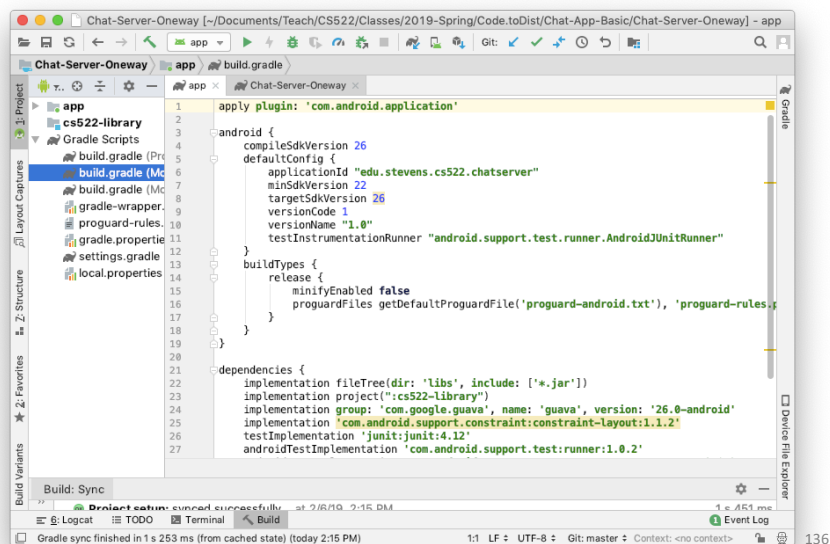 Chat-Server-Oneway [~/Documents/Teach/CS522/Classes/2019-Spring/Code.toDist/Chat-App-Basic/Chat-Server-Oneway] - app
app
Git:
Chat-Server-Oneway app build.gradle
1: Project
Layout Captures
7: Structure
2: Favorites
Build Variants
app
cs522-library
Gradle Scripts
build.gradle (Pro
build.gradle (Mo
build.gradle (Mo
gradle-wrapper.
proguard-rules.
gradle.propertie
settings.gradle
local.properties
app Chat-Server-Oneway
1 apply plugin: 'com.android.application'
2
3 android {
4 compileSdkVersion 26
5 defaultConfig {
6 applicationId "edu.stevens.cs522.chatserver"
7 minSdkVersion 22
8 targetSdkVersion 26
9 versionCode 1
10 versionName "1.0"
11 testInstrumentationRunner "android.support.test.runner.AndroidJUnitRunner"
12 }
13 buildTypes {
14 release {
15 minifyEnabled false
16 proguardFiles getDefaultProguardFile('proguard-android.txt'), 'proguard-rules.p
17 }
18 }
19 }
20
21 dependencies {
22 implementation fileTree(dir: 'libs', include: ['*.jar'])
23 implementation project(":cs522-library")
24 implementation group: 'com.google.guava', name: 'guava', version: '26.0-android'
25 implementation 'com.android.support.constraint:constraint-layout:1.1.2'
26 testImplementation 'junit:junit:4.12'
27 androidTestImplementation 'com.android.support.test:runner:1.0.2'
Gradle
Device File Explorer
Build: Sync
Project setup: synced successfully at 2/6/19, 2:15 PM 1 s 451 ms
6: Logcat TODO Terminal Build Event Log
Gradle sync finished in 1 s 253 ms (from cached state) (today 2:15 PM) 1:1 LF UTF-8 Git: master Context: <no context>
136